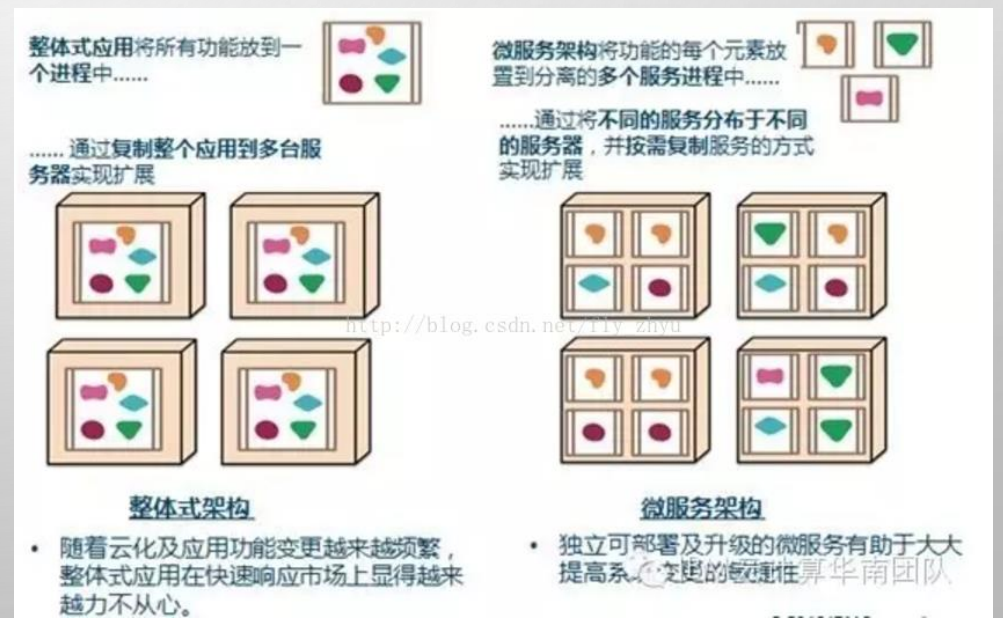 整体式应用将所有功能放到一
个进程中......
...... 通过复制整个应用到多台服
务器实现扩展
微服务架构将功能的每个元素放
置到分离的多个服务进程中......
......通过将不同的服务分布于不同
的服务器，并按需复制服务的方式
实现扩展
http://blog.csdn.net/fly_zhyu
整体式架构
• 随着云化及应用功能变更越来越频繁，
整体式应用在快速响应市场上显得越来
越力不从心。
微服务架构
• 独立可部署及升级的微服务有助于大大
提高系 变更的敏捷性
算华南团队